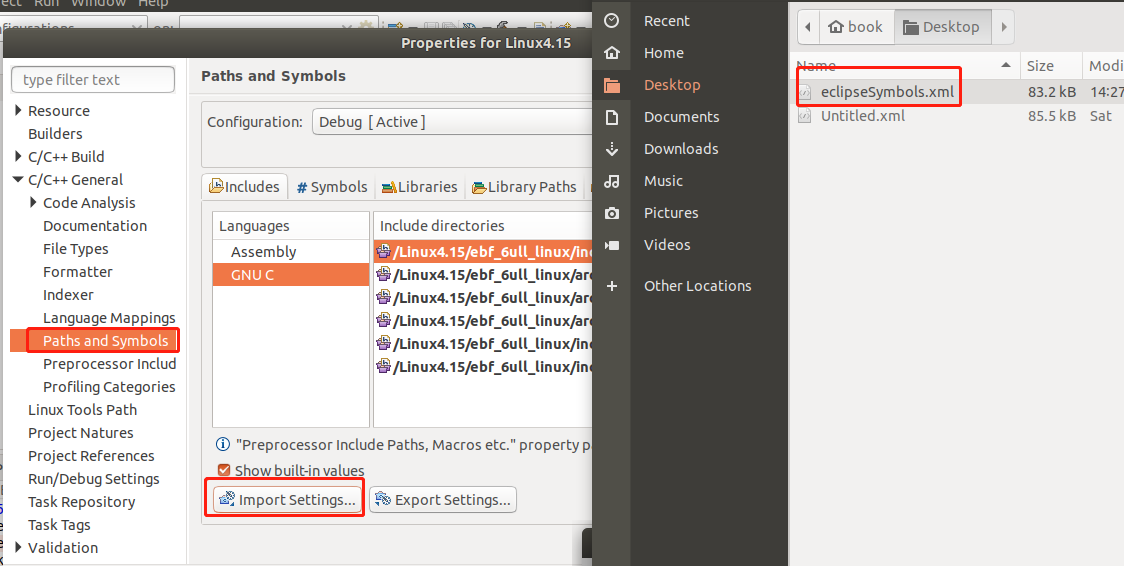 Run Window Help
Properties for Linux4.15
type filter text
Resource
Builders
C/C++ Build
C/C++ General
Code Analysis
Documentation
File Types
Formatter
Indexer
Language Mappings
Paths and Symbols
Preprocessor Includ
Profiling Categories
Linux Tools Path
Project Natures
Project References
Run/Debug Settings
Task Repository
Task Tags
Validation
Paths and Symbols
Configuration: Debug [ Active ]
Includes # Symbols Libraries Library Paths
Languages
Assembly
GNU C
Include directories
/Linux4.15/ebf_6ull_linux/inc
/Linux4.15/ebf_6ull_linux/arc
/Linux4.15/ebf_6ull_linux/arc
/Linux4.15/ebf_6ull_linux/arc
/Linux4.15/ebf_6ull_linux/inc
/Linux4.15/ebf_6ull_linux/inc
"Preprocessor Include Paths, Macros etc." property pa
Show built-in values
Import Settings... Export Settings...
Recent
Home
Desktop
Documents
Downloads
Music
Pictures
Videos
+ Other Locations
book Desktop
Name Size Modi
eclipseSymbols.xml 83.2 kB 14:27
Untitled.xml 85.5 kB Sat